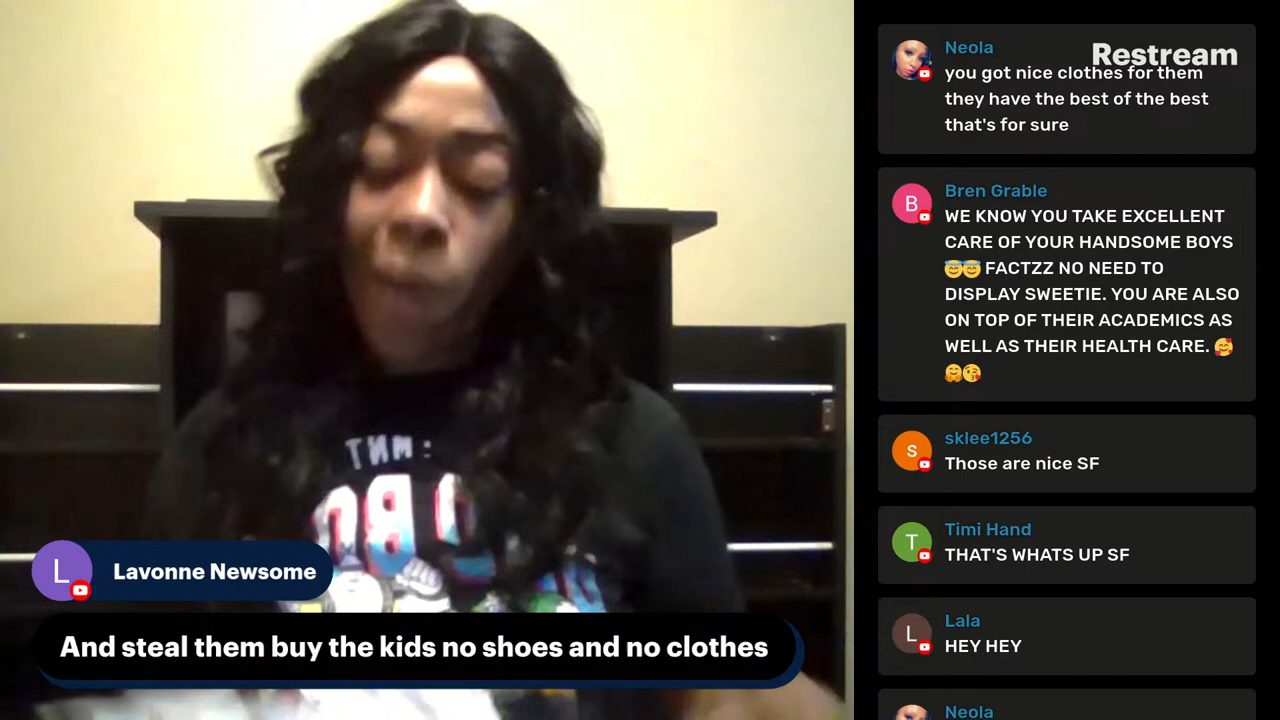 Restream
Neola
you got nice clothes for them
they have the best of the best
that's for sure
B
Bren Grable
WE KNOW YOU TAKE EXCELLENT
CARE OF YOUR HANDSOME BOYS
😇😇 FACTZZ NO NEED TO
DISPLAY SWEETIE. YOU ARE ALSO
ON TOP OF THEIR ACADEMICS AS
WELL AS THEIR HEALTH CARE. 🥰
🤗😘
S
sklee1256
Those are nice SF
T
Timi Hand
THAT'S WHATS UP SF
L
Lala
HEY HEY
Neola
L
Lavonne Newsome
And steal them buy the kids no shoes and no clothes